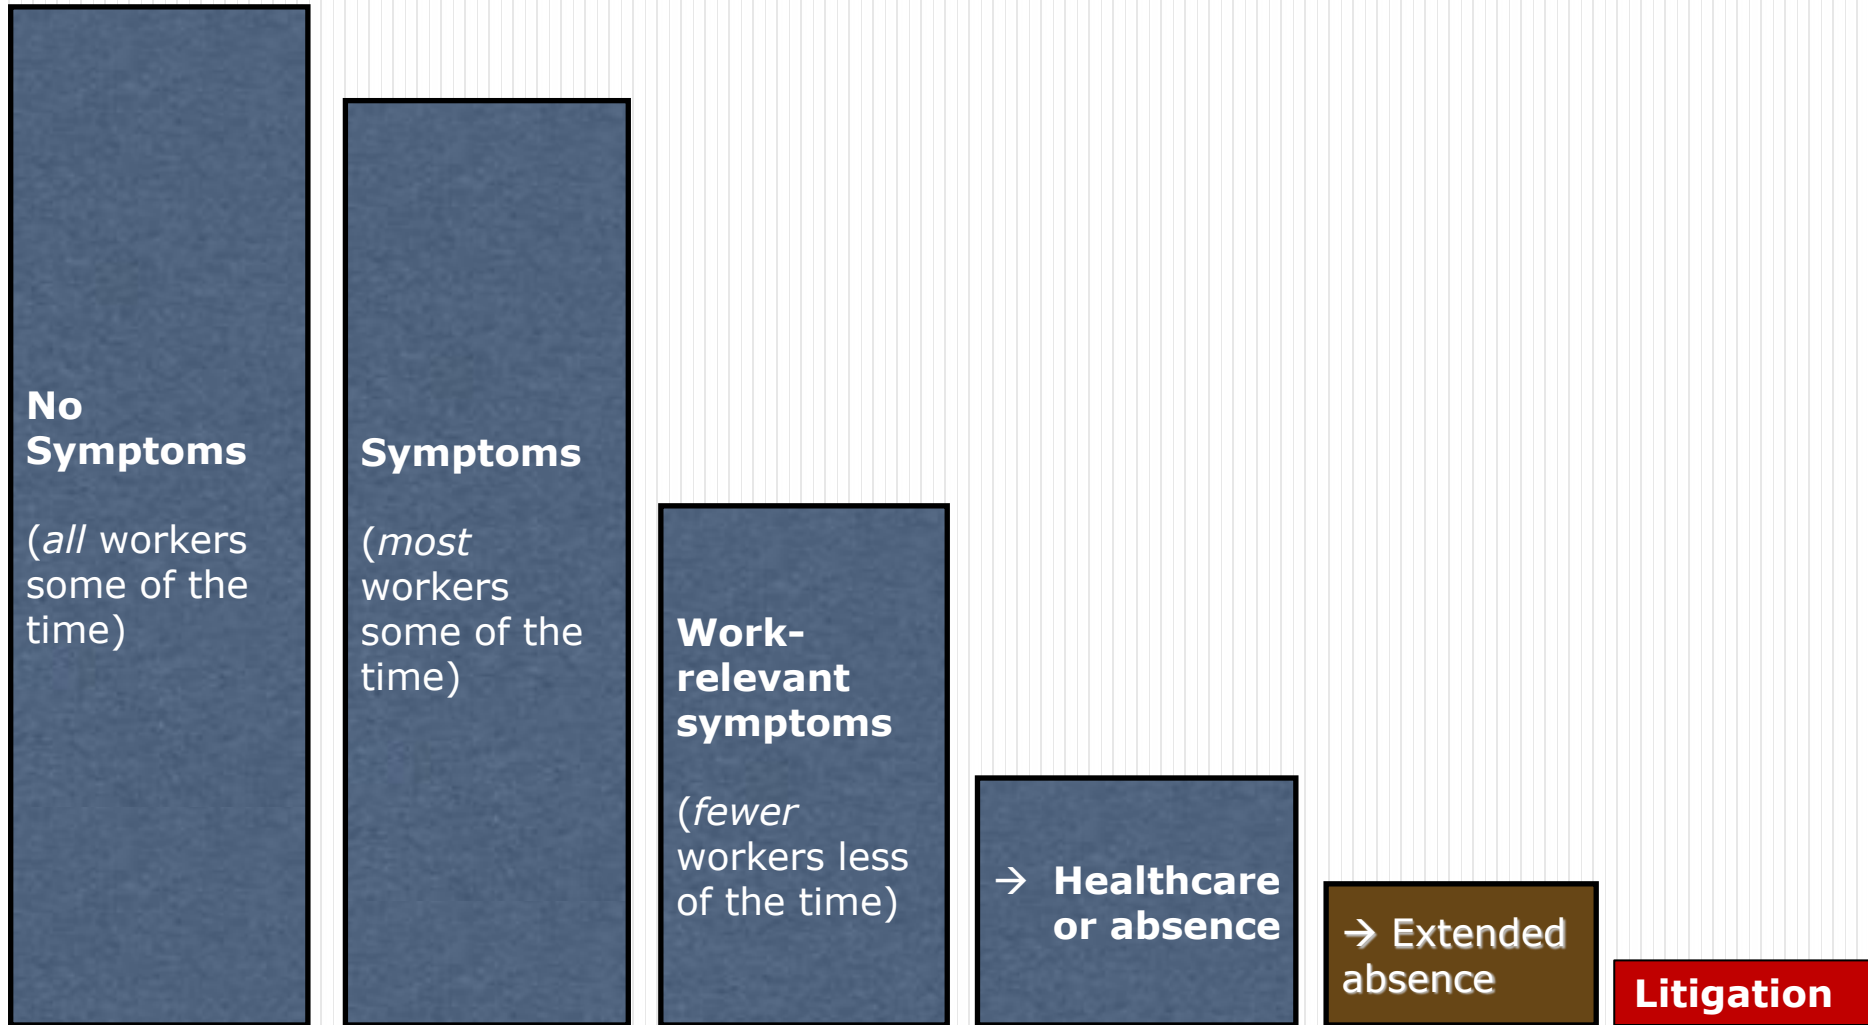 No
Symptoms
(all workers
some of the
time)
Symptoms
(most
workers
some of the
time)
Work-
relevant
symptoms
(fewer
workers less
of the time)
→ Healthcare
or absence
→ Extended
absence
Litigation